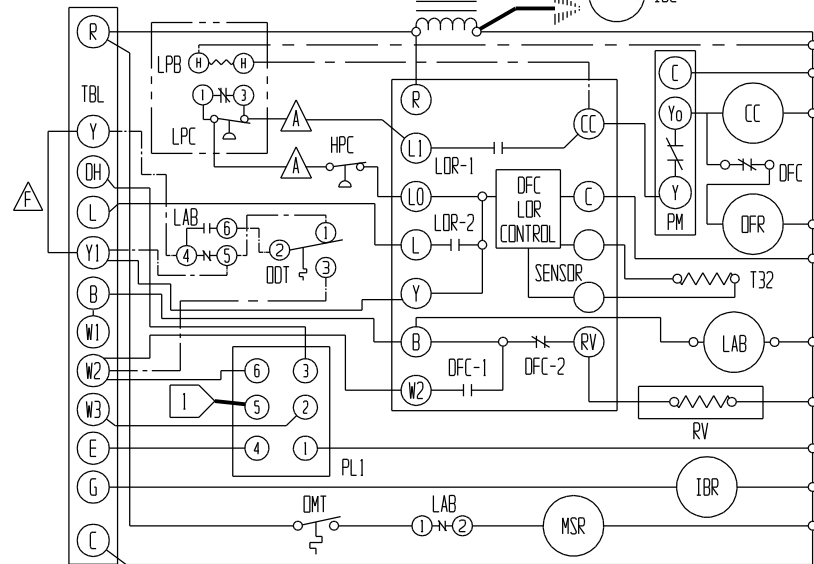 R
TBL
Y
DH
L
Y1
B
W1
W2
W3
E
G
C
F
LPB
H H
1 3
LPC
A
A
HPC
LAB
6
4 5
ODT
2
1
3
R
L1
LOR-1
CC
LO
DFC
LOR
CONTROL
C
L
LOR-2
SENSOR
Y
B
DFC-1
DFC-2
RV
W2
C
Yo
Y
PM
CC
DFC
DFR
T32
LAB
RV
6 3
1
5 2
4 1
PL1
IBR
OMT
LAB
1 2
MSR